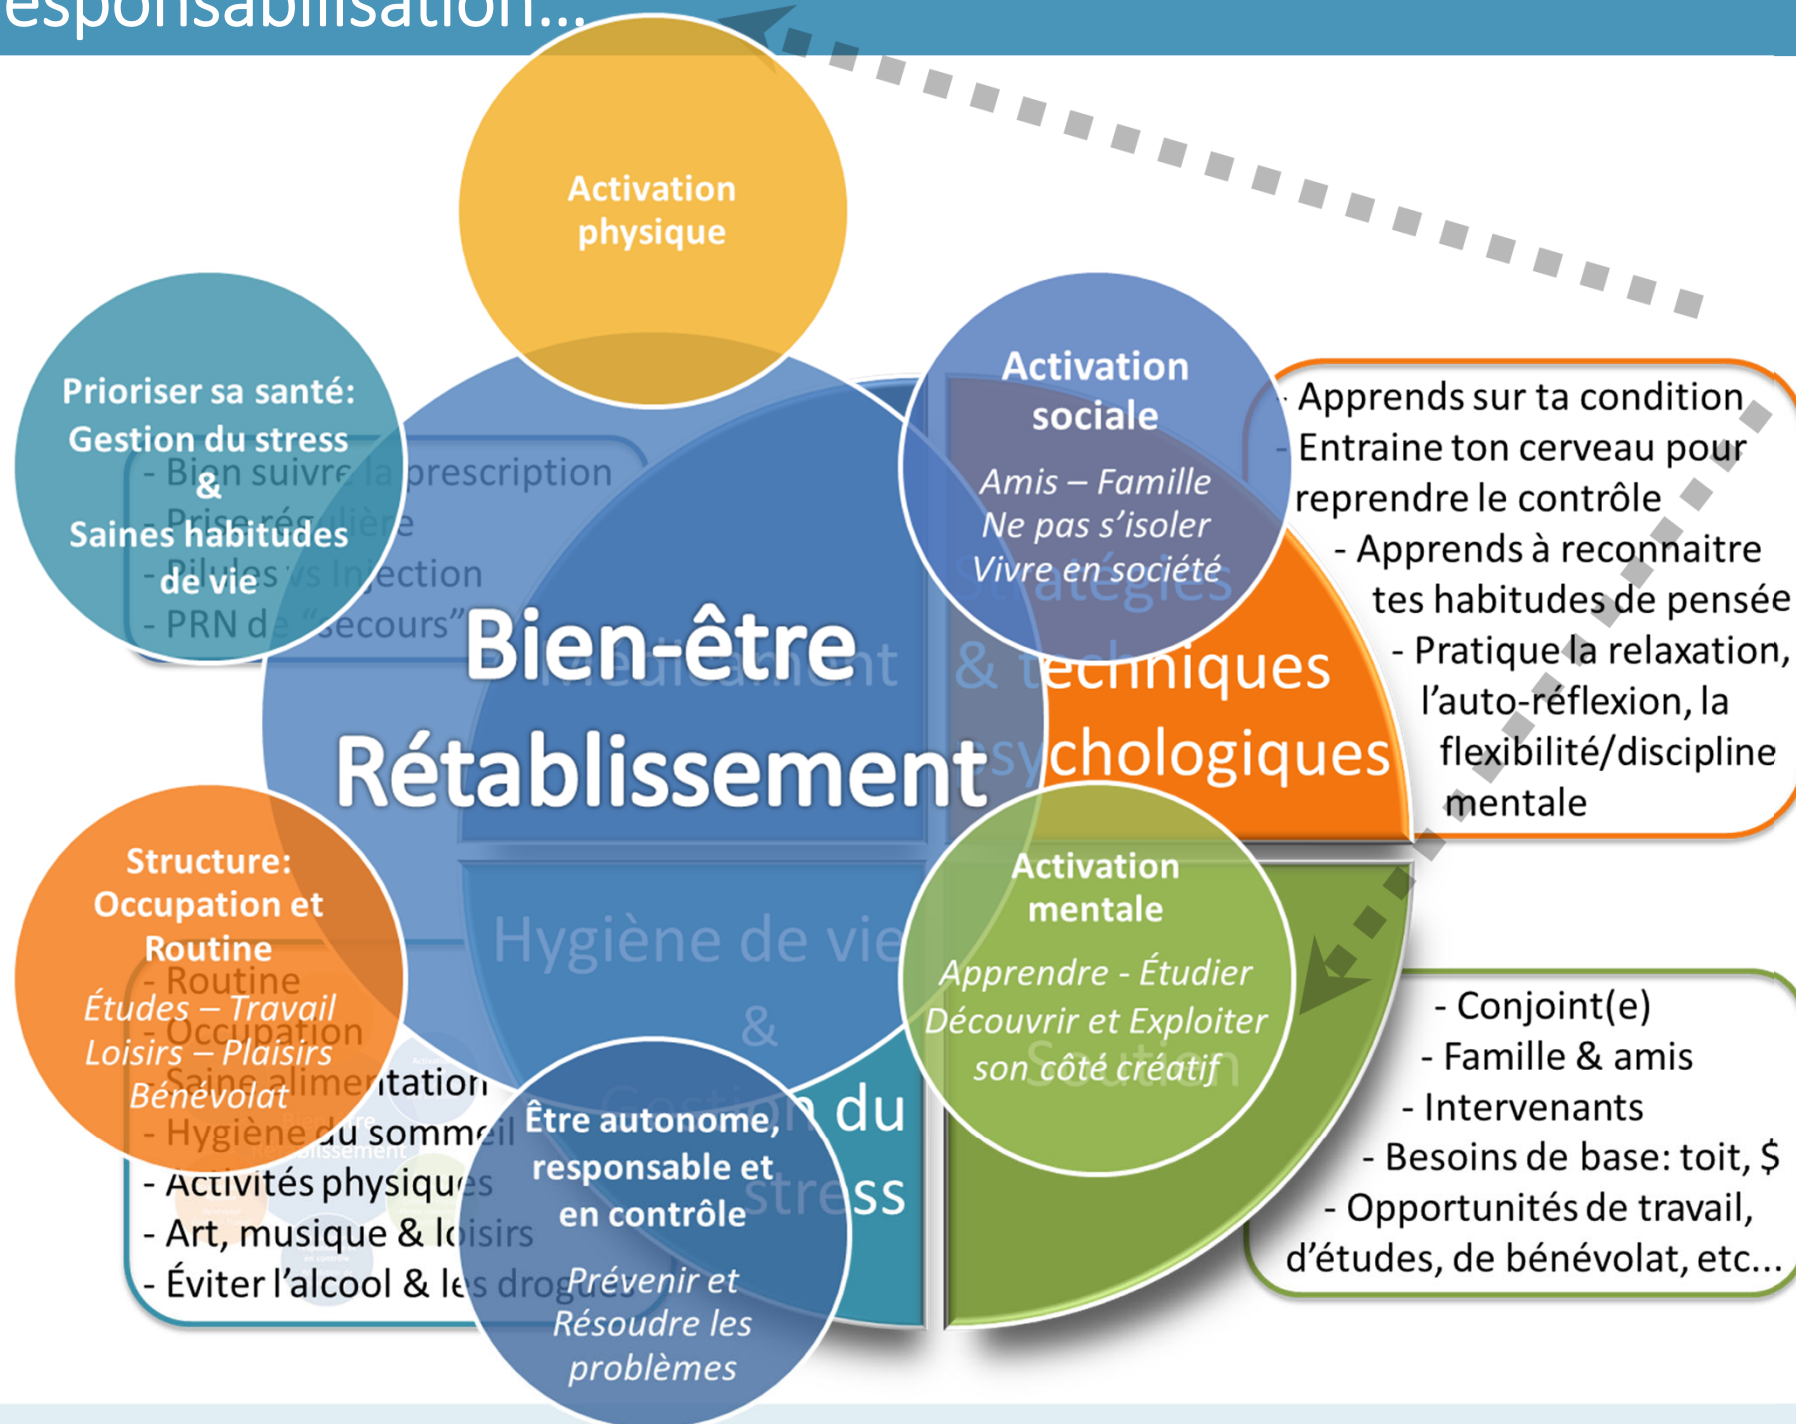 esponsabilisation...
Activation
physique
Prioriser sa santé:
Gestion du stress
&
Saines habitudes
de vie
- Bien suivre la prescription
- Prise régulière
- Pilules vs Injection
- PRN de “secours”
Activation
sociale
Amis – Famille
Ne pas s’isoler
Vivre en société
- Apprends sur ta condition
- Entraine ton cerveau pour
reprendre le contrôle
- Apprends à reconnaitre
tes habitudes de pensée
- Pratique la relaxation,
l’auto-réflexion, la
flexibilité/discipline
mentale
Bien-être
Rétablissement
Médicament
Stratégies
& techniques
psychologiques
Structure:
Occupation et
Routine
Études – Travail
Loisirs – Plaisirs
Bénévolat
- Routine
- Occupation
- Saine alimentation
- Hygiène du sommeil
- Activités physiques
- Art, musique & loisirs
- Éviter l’alcool & les drogues
Hygiène de vie
&
Gestion du
stress
Être autonome,
responsable et
en contrôle
Prévenir et
Résoudre les
problèmes
Activation
mentale
Apprendre - Étudier
Découvrir et Exploiter
son côté créatif
Soutien
- Conjoint(e)
- Famille & amis
- Intervenants
- Besoins de base: toit, $
- Opportunités de travail,
d’études, de bénévolat, etc...